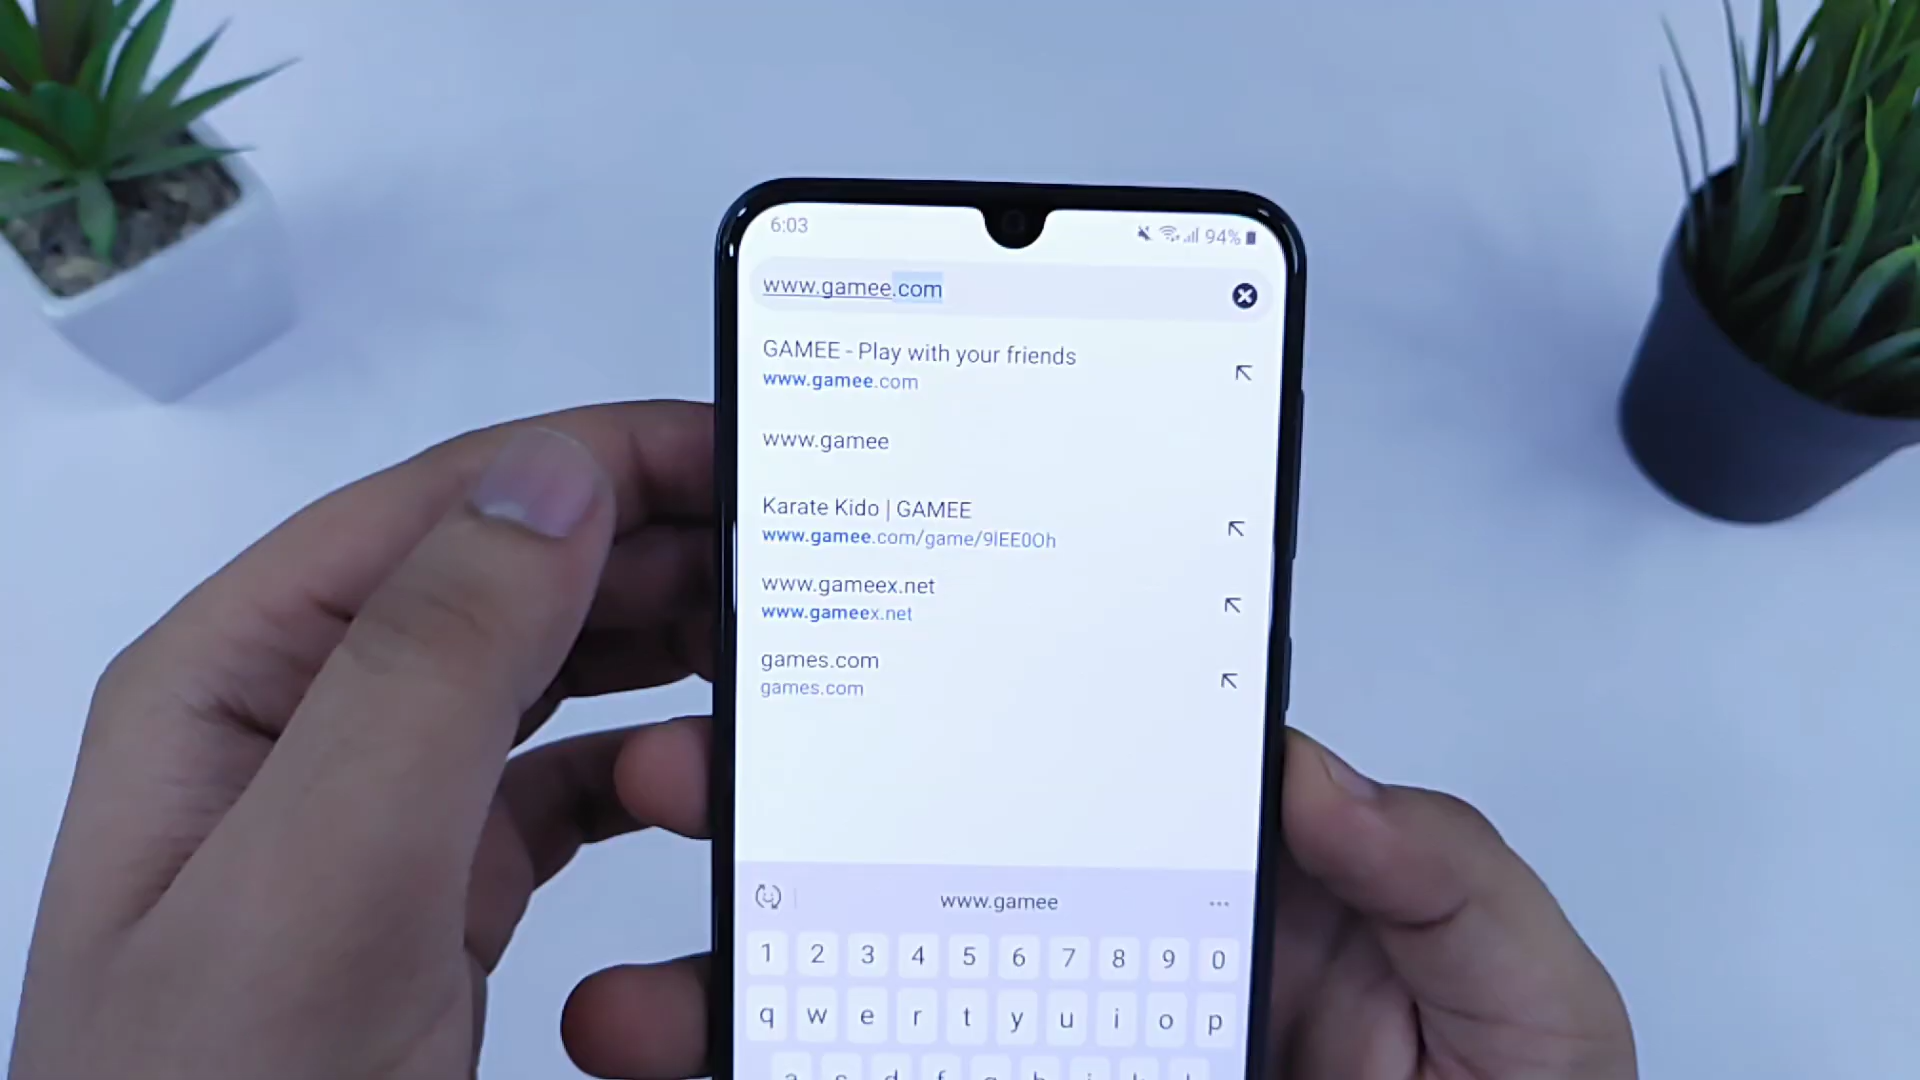 6:03 94%
www.gamee.com
GAMEE - Play with your friends
www.gamee.com
www.gamee
Karate Kido | GAMEE
www.gamee.com/game/9lEE0Oh
www.gameex.net
www.gameex.net
games.com
games.com
www.gamee
1 2 3 4 5 6 7 8 9 0
q w e r t y u i o p